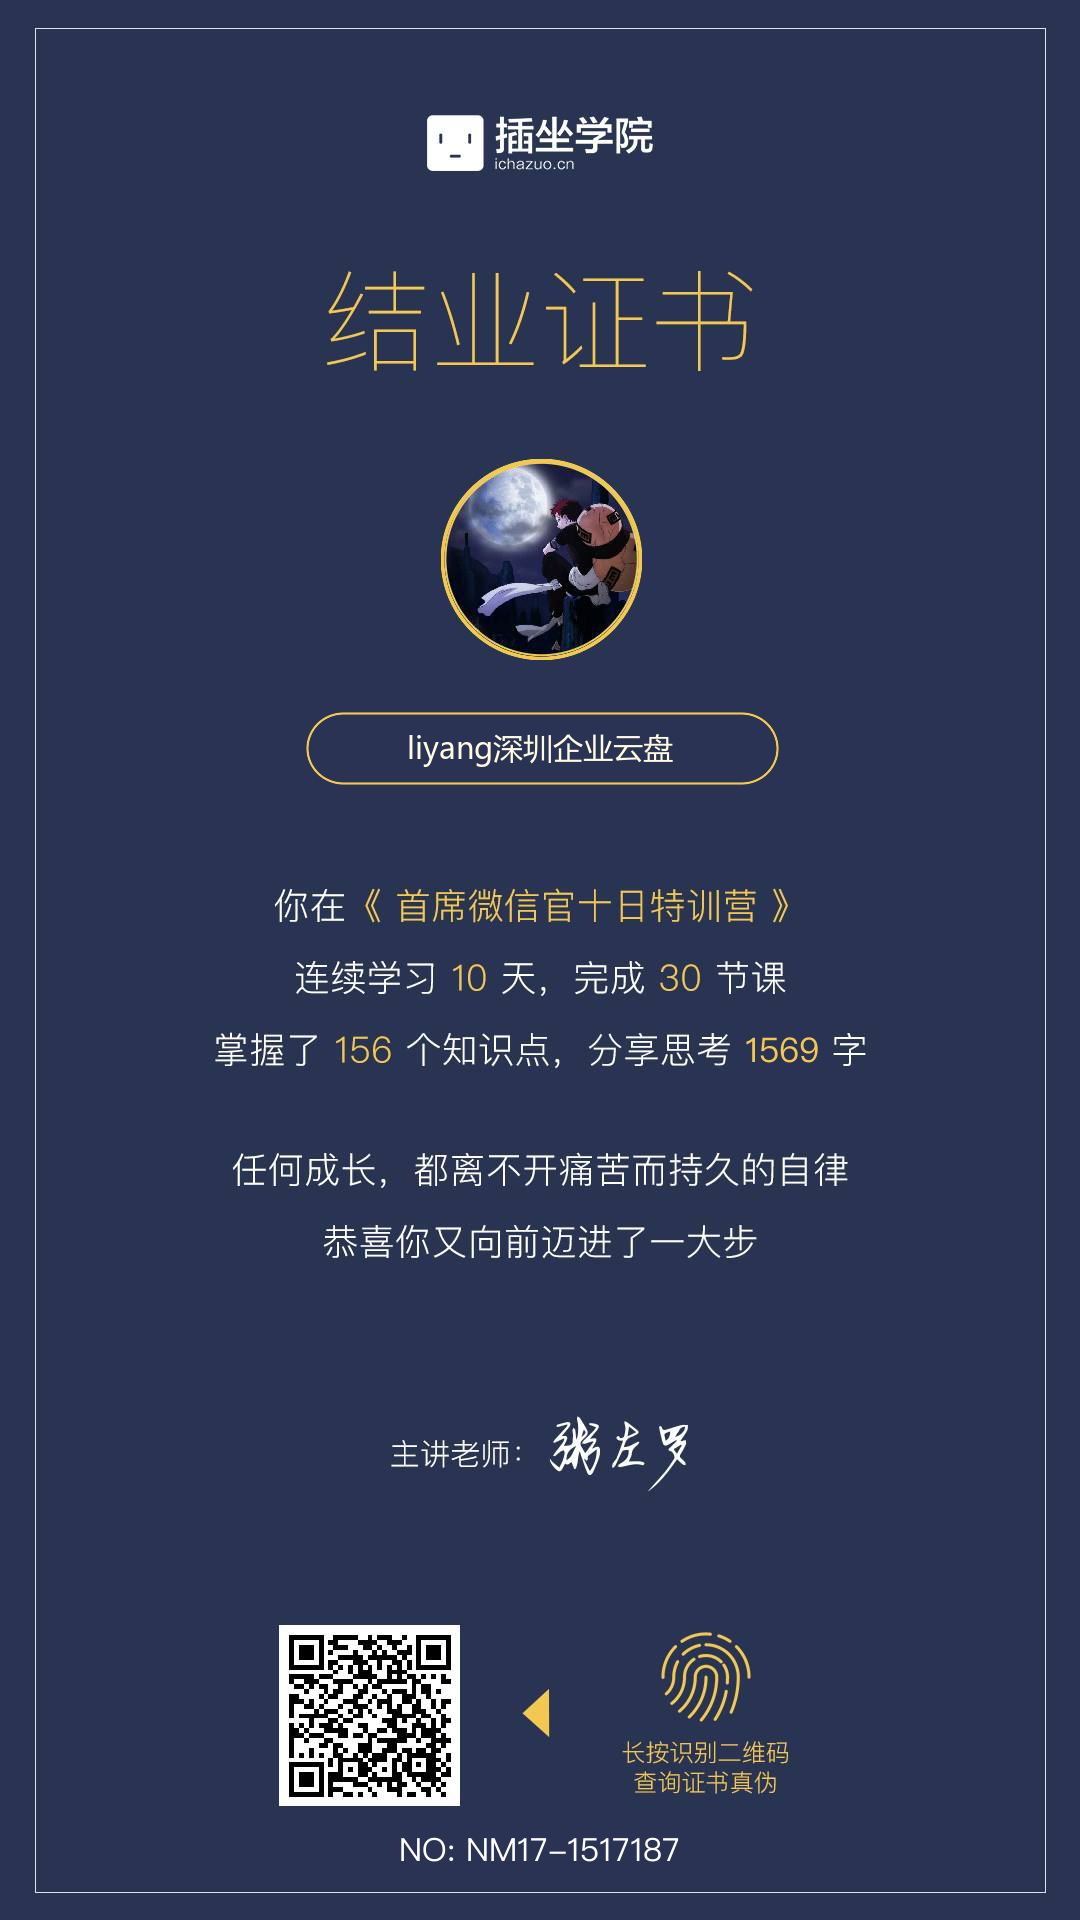 插坐学院
ichazuo.cn
结业证书
liyang深圳企业云盘
你在《 首席微信官十日特训营 》
连续学习 10 天，完成 30 节课
掌握了 156 个知识点，分享思考 1569 字
任何成长，都离不开痛苦而持久的自律
恭喜你又向前迈进了一大步
主讲老师：粥左罗
长按识别二维码
查询证书真伪
NO: NM17-1517187